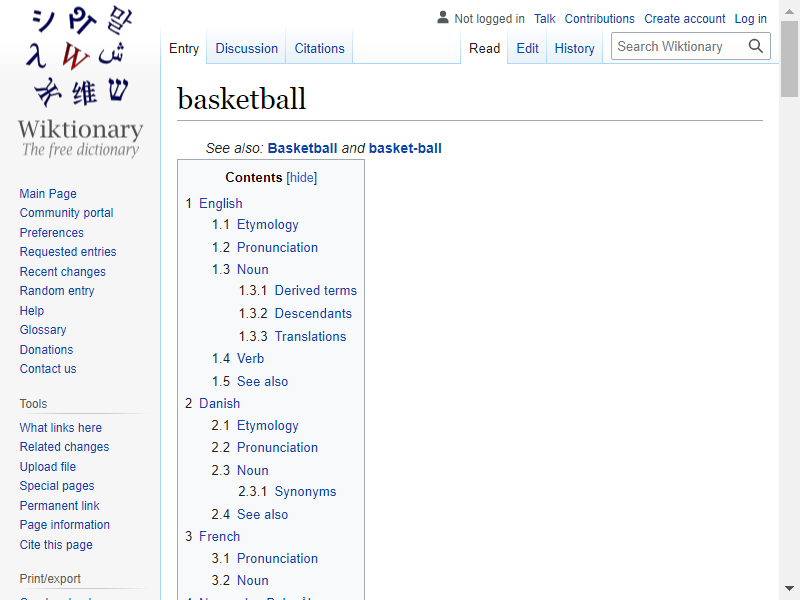 Wiktionary
The free dictionary
Not logged in Talk Contributions Create account Log in
Entry Discussion Citations Read Edit History Search Wiktionary
basketball
See also: Basketball and basket-ball
Contents [hide]
1 English
1.1 Etymology
1.2 Pronunciation
1.3 Noun
1.3.1 Derived terms
1.3.2 Descendants
1.3.3 Translations
1.4 Verb
1.5 See also
2 Danish
2.1 Etymology
2.2 Pronunciation
2.3 Noun
2.3.1 Synonyms
2.4 See also
3 French
3.1 Pronunciation
3.2 Noun
Main Page
Community portal
Preferences
Requested entries
Recent changes
Random entry
Help
Glossary
Donations
Contact us
Tools
What links here
Related changes
Upload file
Special pages
Permanent link
Page information
Cite this page
Print/export